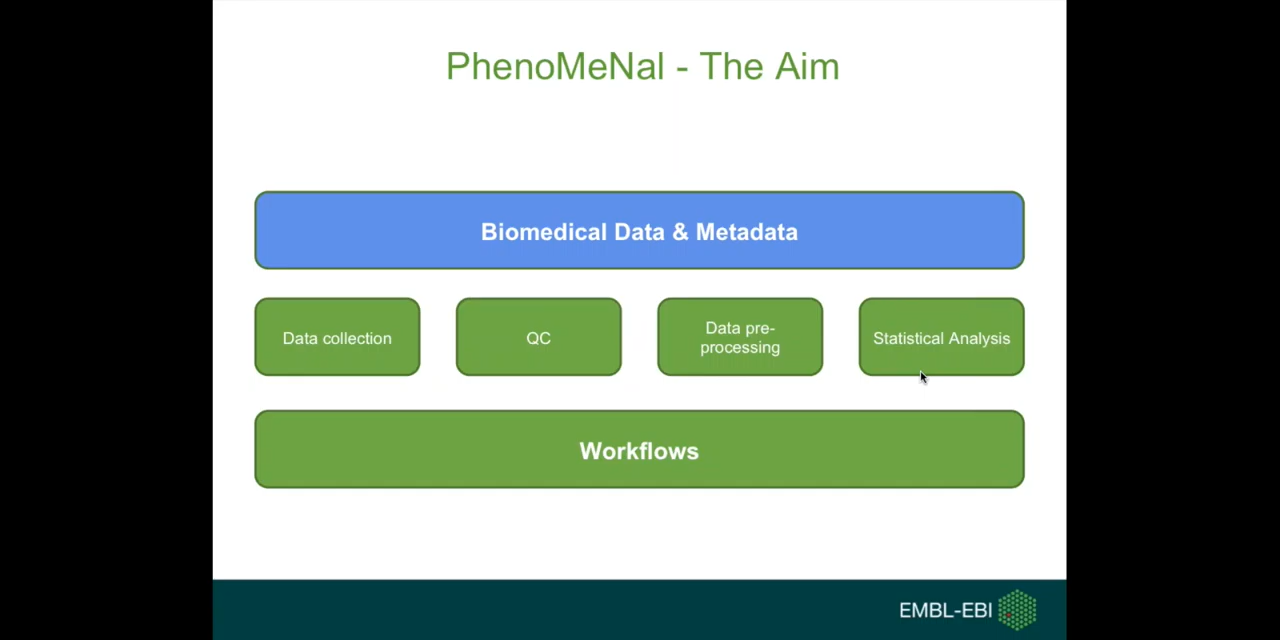 PhenoMeNal - The Aim
Biomedical Data & Metadata
Data collection
QC
Data pre-
processing
Statistical Analysis
Workflows
EMBL-EBI